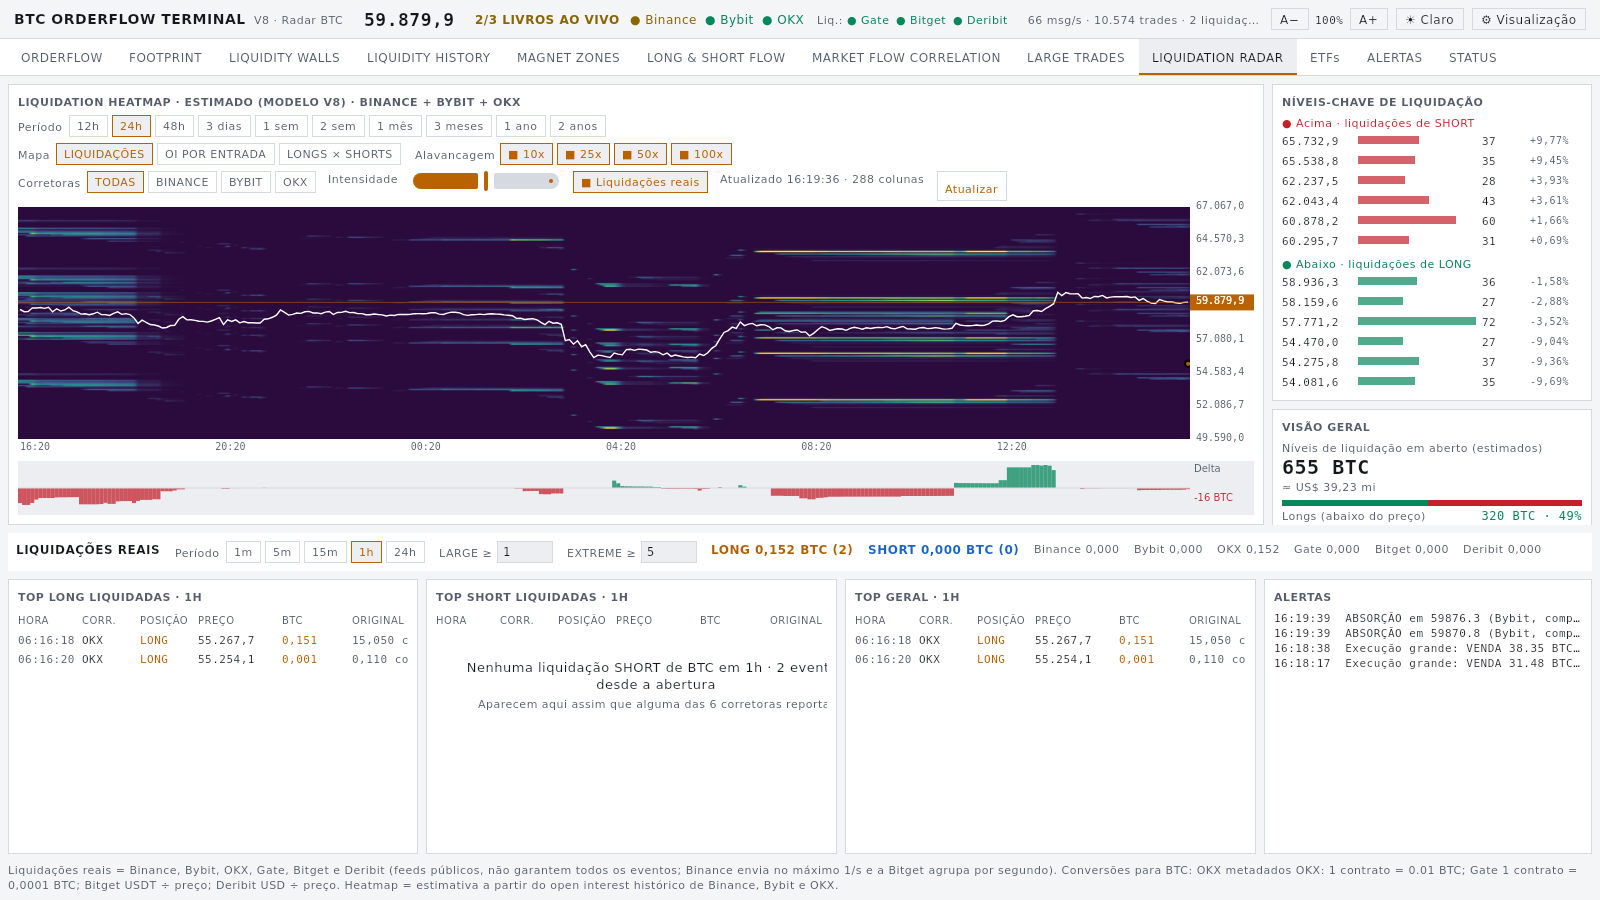 BTC ORDERFLOW TERMINAL V8 · Radar BTC 59.879,9 2/3 LIVROS AO VIVO ● Binance ● Bybit ● OKX Liq.: ● Gate ● Bitget ● Deribit 66 msg/s · 10.574 trades · 2 liquidaç… A− 100% A+ ☀ Claro ⚙ Visualização
ORDERFLOW FOOTPRINT LIQUIDITY WALLS LIQUIDITY HISTORY MAGNET ZONES LONG & SHORT FLOW MARKET FLOW CORRELATION LARGE TRADES LIQUIDATION RADAR ETFs ALERTAS STATUS
LIQUIDATION HEATMAP · ESTIMADO (MODELO V8) · BINANCE + BYBIT + OKX
Período 12h 24h 48h 3 dias 1 sem 2 sem 1 mês 3 meses 1 ano 2 anos
Mapa LIQUIDAÇÕES OI POR ENTRADA LONGS × SHORTS Alavancagem ■ 10x ■ 25x ■ 50x ■ 100x
Corretoras TODAS BINANCE BYBIT OKX Intensidade ■ Liquidações reais Atualizado 16:19:36 · 288 colunas Atualizar
67.067,0
64.570,3
62.073,6
59.879,9
57.080,1
54.583,4
52.086,7
49.590,0
16:20 20:20 00:20 04:20 08:20 12:20
Delta
-16 BTC
NÍVEIS-CHAVE DE LIQUIDAÇÃO
● Acima · liquidações de SHORT
65.732,9 37 +9,77%
65.538,8 35 +9,45%
62.237,5 28 +3,93%
62.043,4 43 +3,61%
60.878,2 60 +1,66%
60.295,7 31 +0,69%
● Abaixo · liquidações de LONG
58.936,3 36 -1,58%
58.159,6 27 -2,88%
57.771,2 72 -3,52%
54.470,0 27 -9,04%
54.275,8 37 -9,36%
54.081,6 35 -9,69%
VISÃO GERAL
Níveis de liquidação em aberto (estimados)
655 BTC
≈ US$ 39,23 mi
Longs (abaixo do preço) 320 BTC · 49%
LIQUIDAÇÕES REAIS Período 1m 5m 15m 1h 24h LARGE ≥ 1 EXTREME ≥ 5 LONG 0,152 BTC (2) SHORT 0,000 BTC (0) Binance 0,000 Bybit 0,000 OKX 0,152 Gate 0,000 Bitget 0,000 Deribit 0,000
TOP LONG LIQUIDADAS · 1H
HORA CORR. POSIÇÃO PREÇO BTC ORIGINAL
06:16:18 OKX LONG 55.267,7 0,151 15,050 c
06:16:20 OKX LONG 55.254,1 0,001 0,110 co
TOP SHORT LIQUIDADAS · 1H
HORA CORR. POSIÇÃO PREÇO BTC ORIGINAL
Nenhuma liquidação SHORT de BTC em 1h · 2 event
desde a abertura
Aparecem aqui assim que alguma das 6 corretoras reporta
TOP GERAL · 1H
HORA CORR. POSIÇÃO PREÇO BTC ORIGINAL
06:16:18 OKX LONG 55.267,7 0,151 15,050 c
06:16:20 OKX LONG 55.254,1 0,001 0,110 co
ALERTAS
16:19:39 ABSORÇÃO em 59876.3 (Bybit, comp…
16:19:39 ABSORÇÃO em 59870.8 (Bybit, comp…
16:18:38 Execução grande: VENDA 38.35 BTC…
16:18:17 Execução grande: VENDA 31.48 BTC…
Liquidações reais = Binance, Bybit, OKX, Gate, Bitget e Deribit (feeds públicos, não garantem todos os eventos; Binance envia no máximo 1/s e a Bitget agrupa por segundo). Conversões para BTC: OKX metadados OKX: 1 contrato = 0.01 BTC; Gate 1 contrato =
0,0001 BTC; Bitget USDT ÷ preço; Deribit USD ÷ preço. Heatmap = estimativa a partir do open interest histórico de Binance, Bybit e OKX.